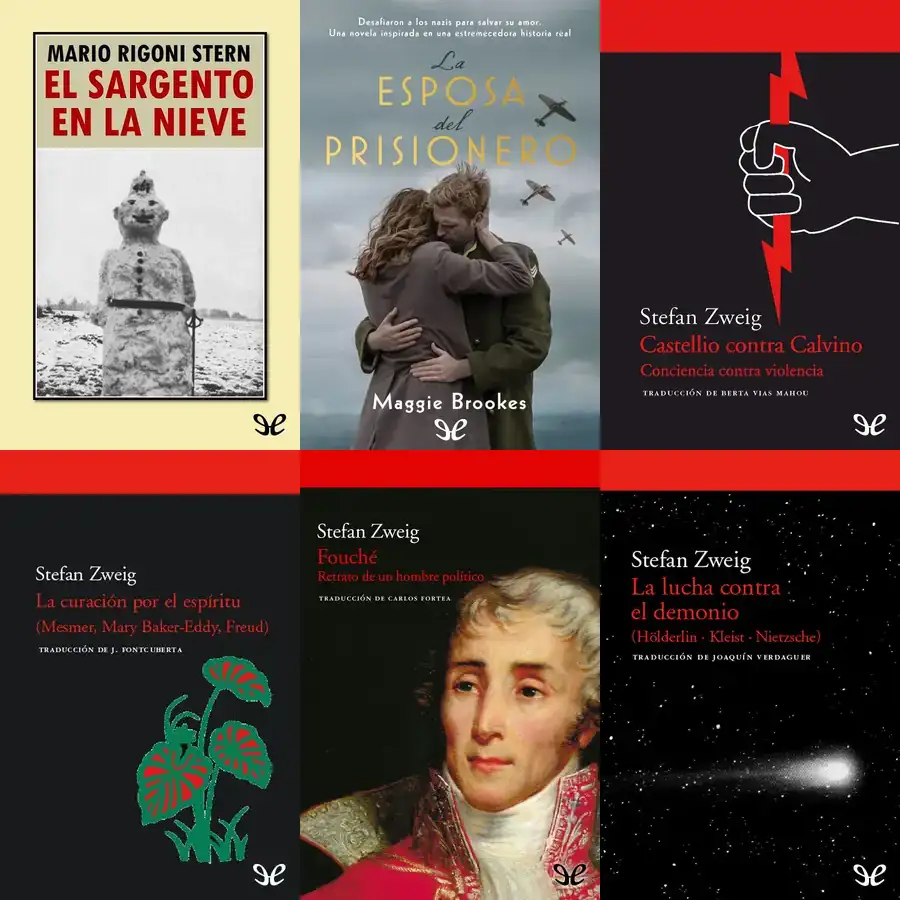 MARIO RIGONI STERN
EL SARGENTO
EN LA NIEVE
Desafiaron a los nazis para salvar su amor.
Una novela inspirada en una estremecedora historia real
La
ESPOSA
del
PRISIONERO
Maggie Brookes
Stefan Zweig
Castellio contra Calvino
Conciencia contra violencia
TRADUCCIÓN DE BERTA VIAS MAHOU
Stefan Zweig
La curación por el espíritu
(Mesmer, Mary Baker-Eddy, Freud)
TRADUCCIÓN DE J. FONTCUBERTA
Stefan Zweig
Fouché
Retrato de un hombre político
TRADUCCIÓN DE CARLOS FORTEA
Stefan Zweig
La lucha contra
el demonio
(Hölderlin · Kleist · Nietzsche)
TRADUCCIÓN DE JOAQUÍN VERDAGUER